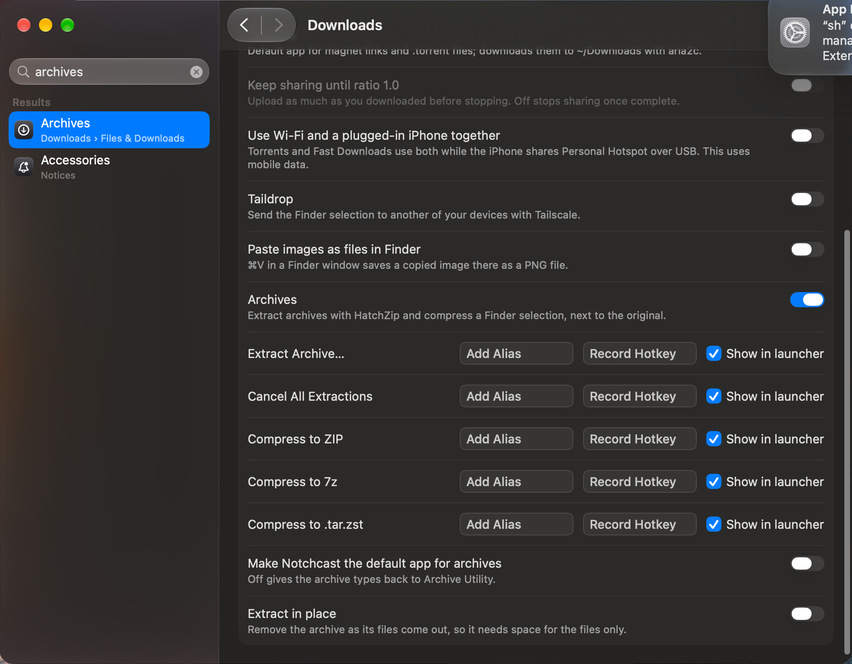 Downloads
App
"sh"
mana
Exter
archives
Default app for magnet links and .torrent files; downloads them to ~/Downloads with aria2c.
Results
Archives
Downloads › Files & Downloads
Accessories
Notices
Keep sharing until ratio 1.0
Upload as much as you downloaded before stopping. Off stops sharing once complete.
Use Wi-Fi and a plugged-in iPhone together
Torrents and Fast Downloads use both while the iPhone shares Personal Hotspot over USB. This uses
mobile data.
Taildrop
Send the Finder selection to another of your devices with Tailscale.
Paste images as files in Finder
⌘V in a Finder window saves a copied image there as a PNG file.
Archives
Extract archives with HatchZip and compress a Finder selection, next to the original.
Extract Archive... Add Alias Record Hotkey Show in launcher
Cancel All Extractions Add Alias Record Hotkey Show in launcher
Compress to ZIP Add Alias Record Hotkey Show in launcher
Compress to 7z Add Alias Record Hotkey Show in launcher
Compress to .tar.zst Add Alias Record Hotkey Show in launcher
Make Notchcast the default app for archives
Off gives the archive types back to Archive Utility.
Extract in place
Remove the archive as its files come out, so it needs space for the files only.